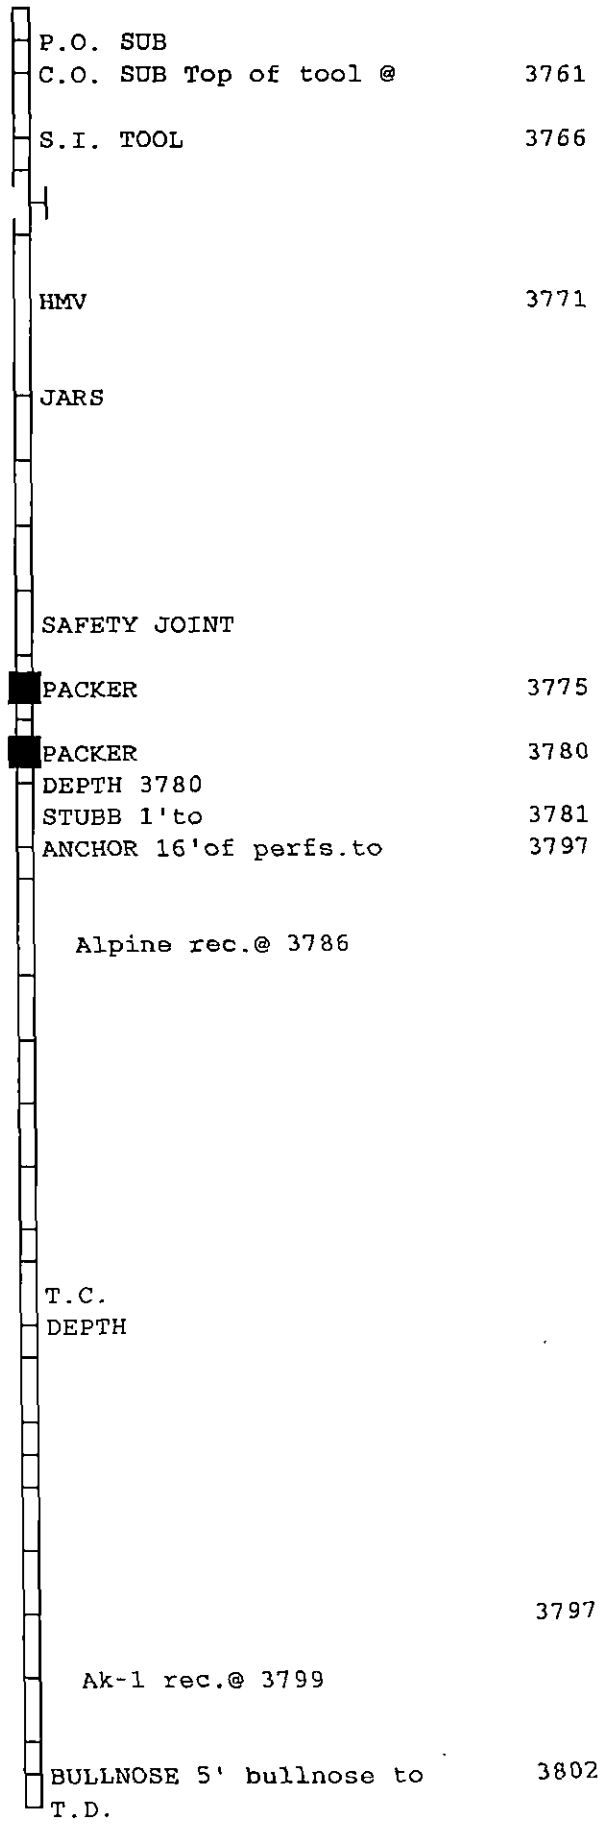 P.O. SUB
C.O. SUB Top of tool @ 3761
S.I. TOOL 3766
HMV 3771
JARS
SAFETY JOINT
PACKER 3775
PACKER 3780
DEPTH 3780
STUBB 1'to 3781
ANCHOR 16'of perfs.to 3797
Alpine rec.@ 3786
T.C.
DEPTH
3797
Ak-1 rec.@ 3799
BULLNOSE 5' bullnose to 3802
T.D.